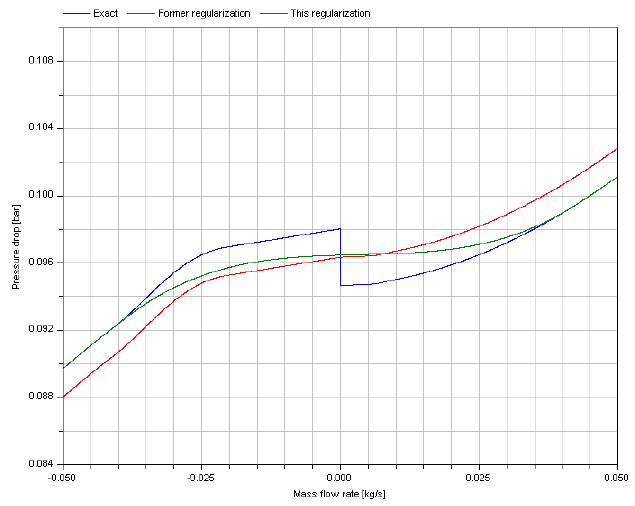 Exact Former regularization This regularization
0.108
0.104
0.100
0.096
0.092
0.088
0.084
Pressure drop [bar]
-0.050 -0.025 0.000 0.025 0.050
Mass flow rate [kg/s]